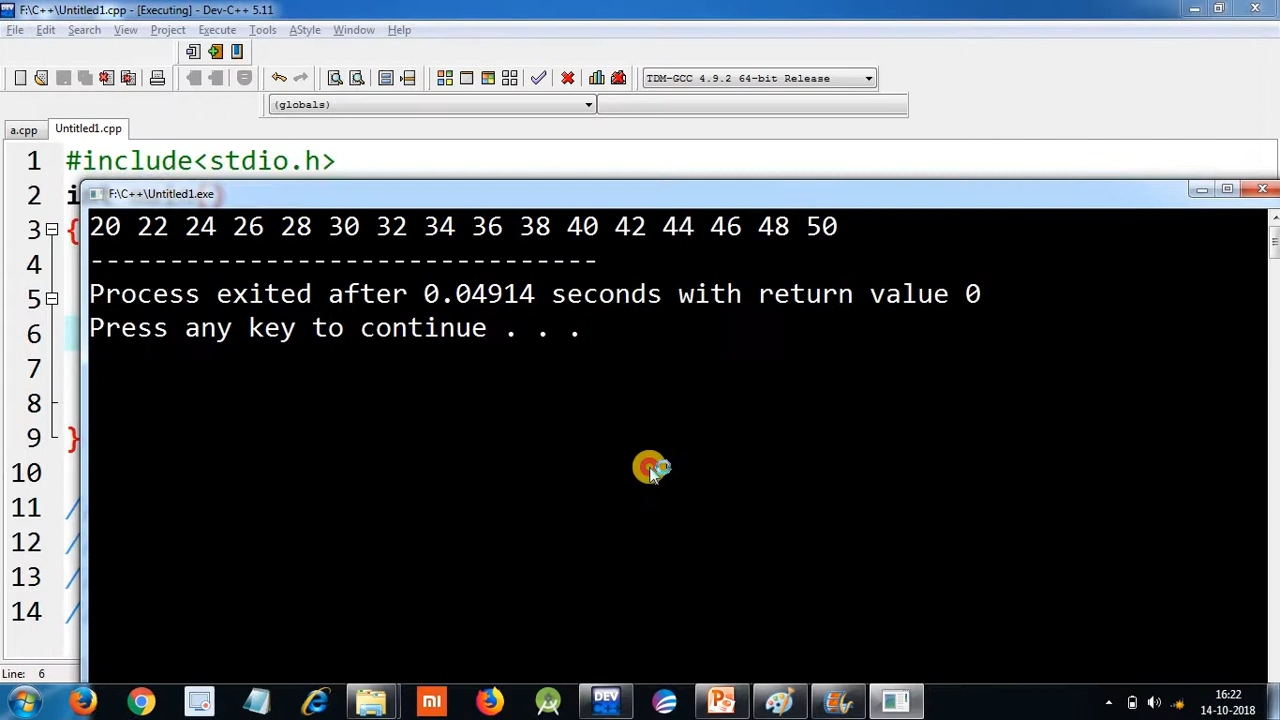 F:\C++\Untitled1.cpp - [Executing] - Dev-C++ 5.11
File Edit Search View Project Execute Tools AStyle Window Help
TDM-GCC 4.9.2 64-bit Release
(globals)
a.cpp Untitled1.cpp
1 #include<stdio.h>
2
F:\C++\Untitled1.exe
3 {
20 22 24 26 28 30 32 34 36 38 40 42 44 46 48 50
4
--------------------------------
5
Process exited after 0.04914 seconds with return value 0
6
Press any key to continue . . .
7
8
9 }
10
11 /
12 /
13 /
14 /
Line: 6
DEV
mi
16:22
14-10-2018